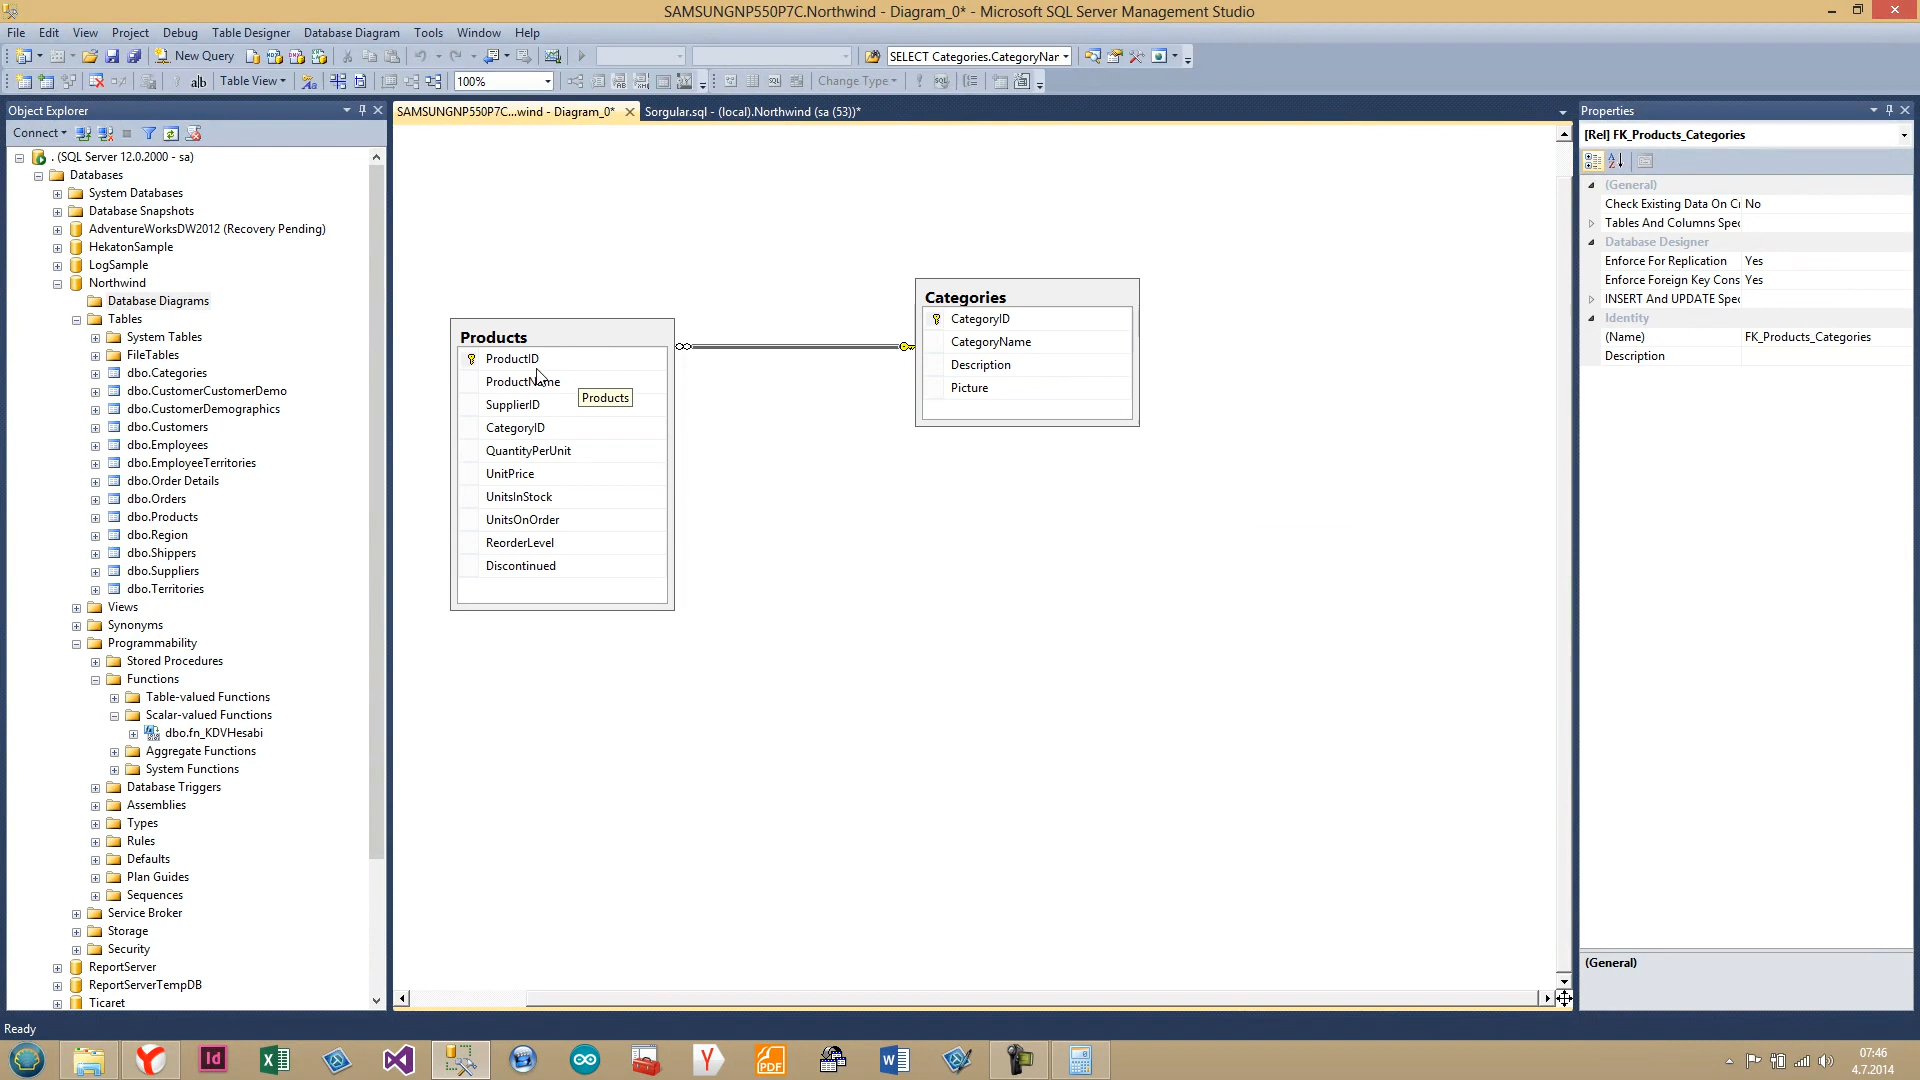 SAMSUNGNP550P7C.Northwind - Diagram_0* - Microsoft SQL Server Management Studio
File Edit View Project Debug Table Designer Database Diagram Tools Window Help
New Query
SELECT Categories.CategoryNar
Table View
100%
Change Type
Object Explorer
Connect
. (SQL Server 12.0.2000 - sa)
Databases
System Databases
Database Snapshots
AdventureWorksDW2012 (Recovery Pending)
HekatonSample
LogSample
Northwind
Database Diagrams
Tables
System Tables
FileTables
dbo.Categories
dbo.CustomerCustomerDemo
dbo.CustomerDemographics
dbo.Customers
dbo.Employees
dbo.EmployeeTerritories
dbo.Order Details
dbo.Orders
dbo.Products
dbo.Region
dbo.Shippers
dbo.Suppliers
dbo.Territories
Views
Synonyms
Programmability
Stored Procedures
Functions
Table-valued Functions
Scalar-valued Functions
dbo.fn_KDVHesabi
Aggregate Functions
System Functions
Database Triggers
Assemblies
Types
Rules
Defaults
Plan Guides
Sequences
Service Broker
Storage
Security
ReportServer
ReportServerTempDB
Ticaret
SAMSUNGNP550P7C...wind - Diagram_0* Sorgular.sql - (local).Northwind (sa (53))*
Products
ProductID
ProductName
Products
SupplierID
CategoryID
QuantityPerUnit
UnitPrice
UnitsInStock
UnitsOnOrder
ReorderLevel
Discontinued
Categories
CategoryID
CategoryName
Description
Picture
Properties
[Rel] FK_Products_Categories
(General)
Check Existing Data On Cr No
Tables And Columns Spec
Database Designer
Enforce For Replication Yes
Enforce Foreign Key Cons Yes
INSERT And UPDATE Spec
Identity
(Name) FK_Products_Categories
Description
(General)
Ready
07:46
4.7.2014